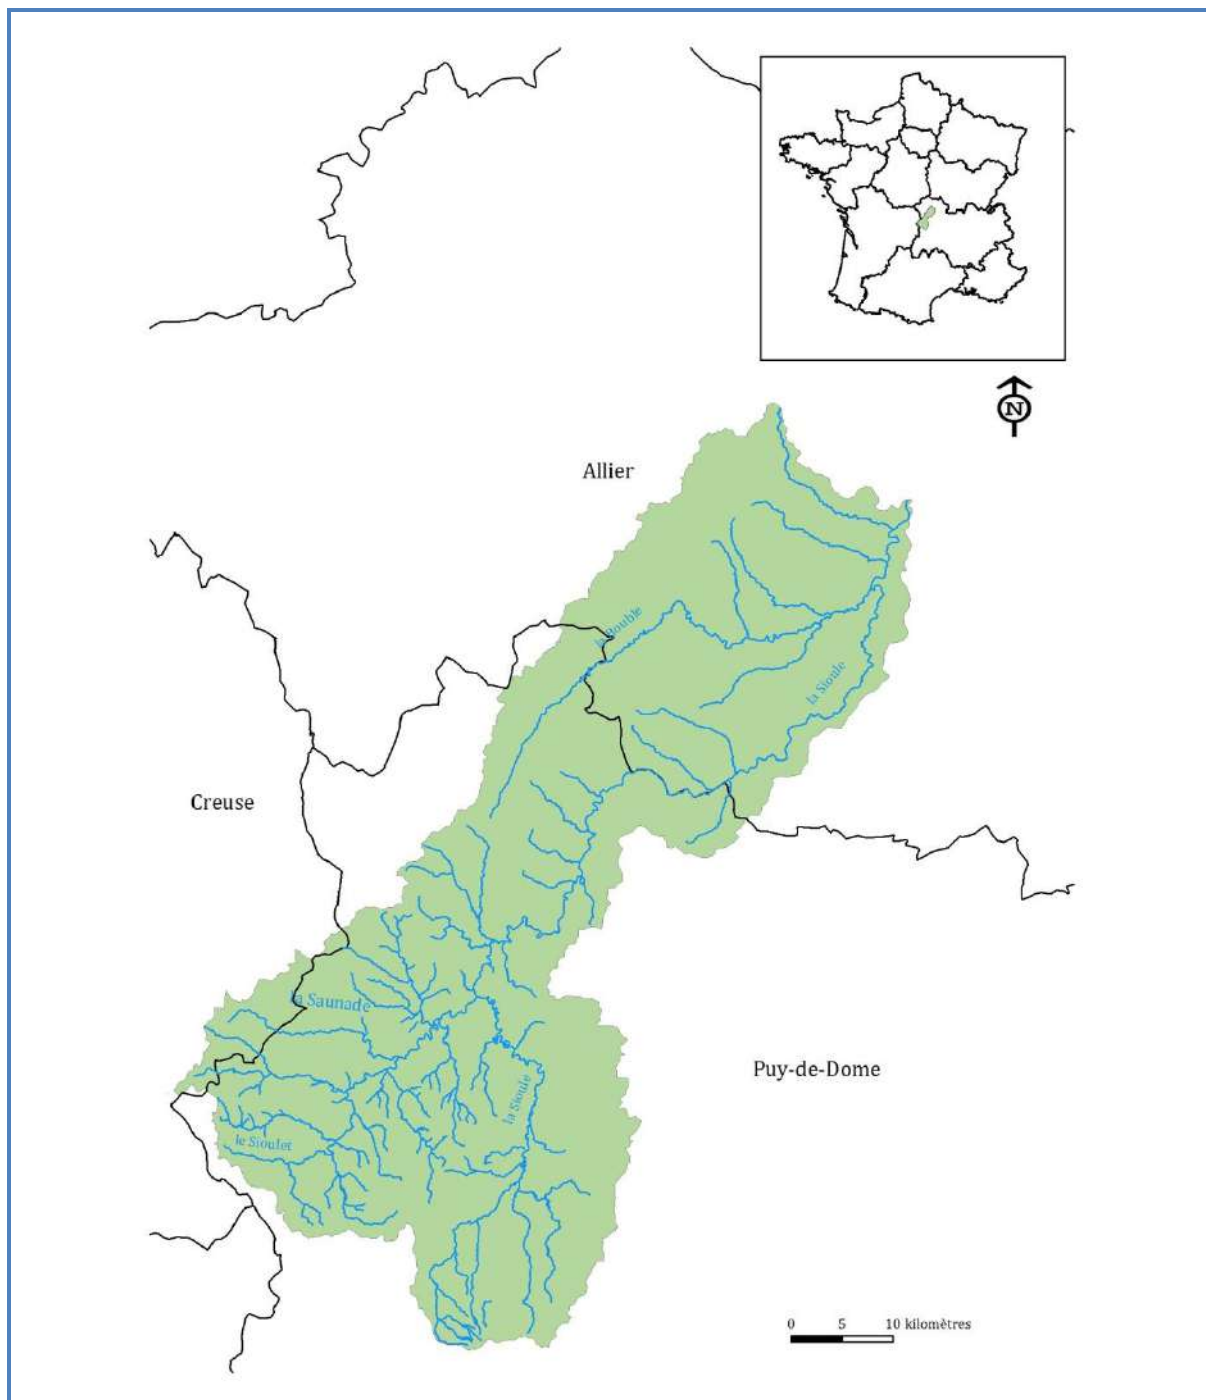 N
Allier
la Bouble
la Sioule
Creuse
la Saunade
Puy-de-Dome
la Sioule
le Sioulet
0 5 10 kilomètres